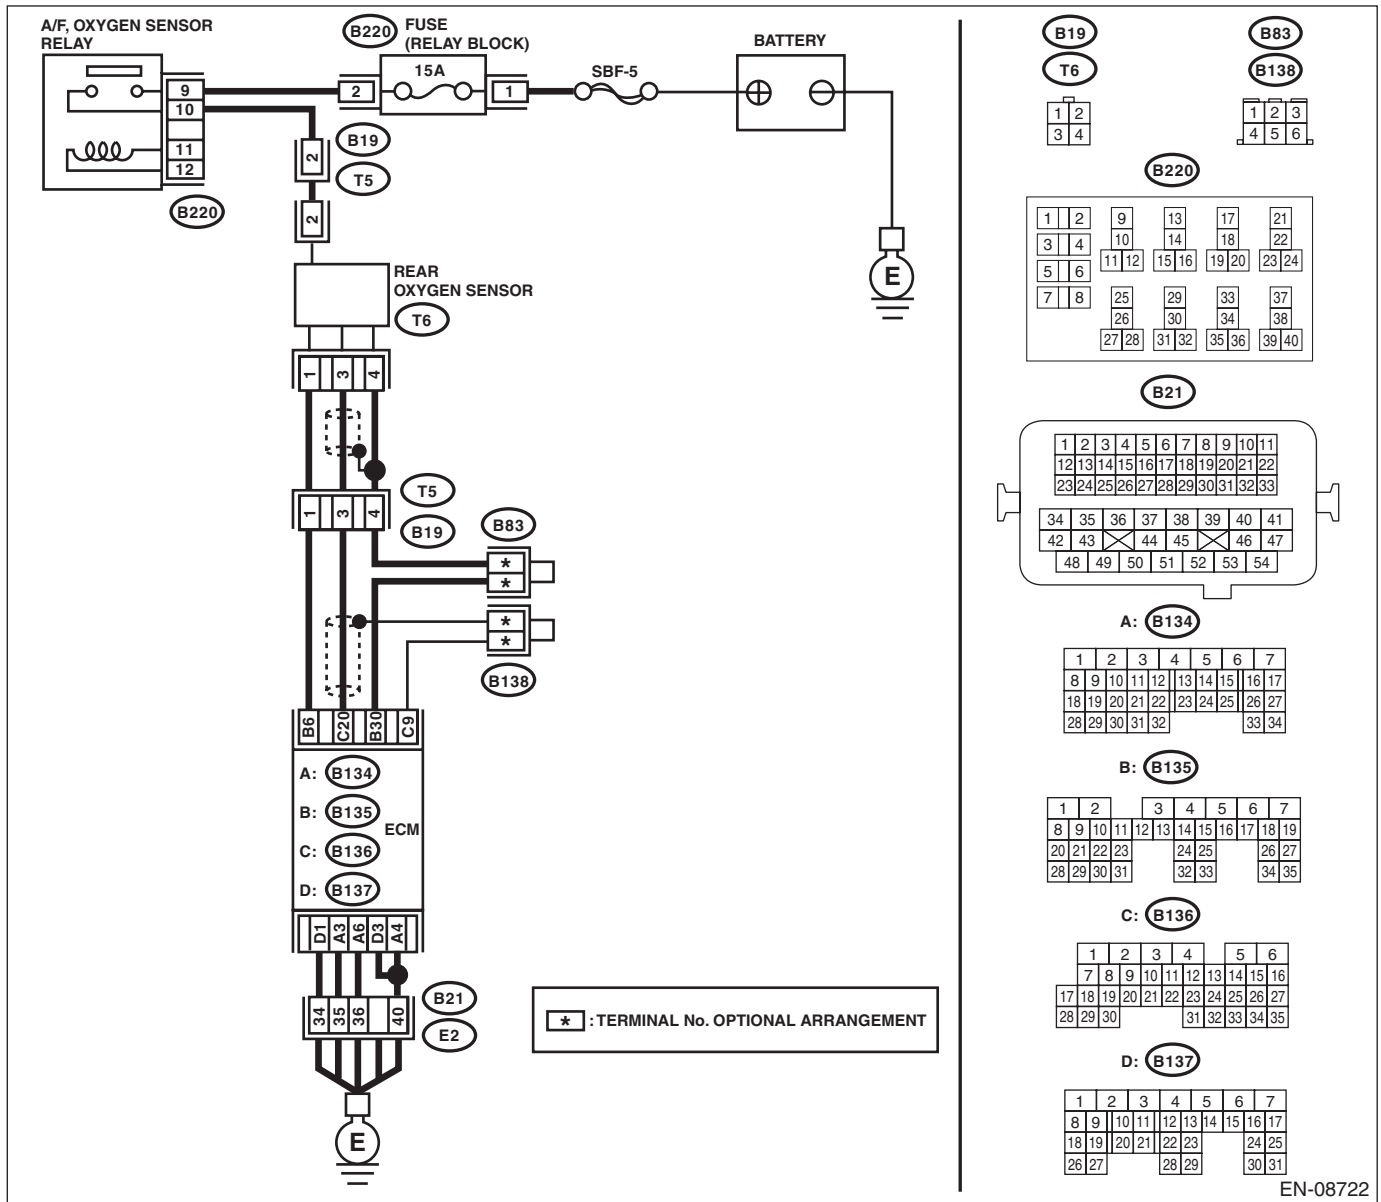 A/F, OXYGEN SENSOR
RELAY
B220
FUSE
(RELAY BLOCK)
15A
SBF-5
BATTERY
9
10
11
12
2
1
B220
B19
T5
2
2
REAR
OXYGEN SENSOR
T6
E
1 3 4
T5
B19
1 3 4
B83
*
*
*
*
B138
B6 C20 B30 C9
A: B134
B: B135
C: B136
D: B137
ECM
D1 A3 A6 D3 A4
B21
E2
34 35 36 40
E
* : TERMINAL No. OPTIONAL ARRANGEMENT
B19
T6
1 2
3 4
B83
B138
1 2 3
4 5 6
B220
1 2 9 13 17 21
3 4 10 14 18 22
11 12 15 16 19 20 23 24
5 6
7 8 25 29 33 37
26 30 34 38
27 28 31 32 35 36 39 40
B21
1 2 3 4 5 6 7 8 9 10 11
12 13 14 15 16 17 18 19 20 21 22
23 24 25 26 27 28 29 30 31 32 33
34 35 36 37 38 39 40 41
42 43 44 45 46 47
48 49 50 51 52 53 54
A: B134
1 2 3 4 5 6 7
8 9 10 11 12 13 14 15 16 17
18 19 20 21 22 23 24 25 26 27
28 29 30 31 32 33 34
B: B135
1 2 3 4 5 6 7
8 9 10 11 12 13 14 15 16 17 18 19
20 21 22 23 24 25 26 27
28 29 30 31 32 33 34 35
C: B136
1 2 3 4 5 6
7 8 9 10 11 12 13 14 15 16
17 18 19 20 21 22 23 24 25 26 27
28 29 30 31 32 33 34 35
D: B137
1 2 3 4 5 6 7
8 9 10 11 12 13 14 15 16 17
18 19 20 21 22 23 24 25
26 27 28 29 30 31
EN-08722